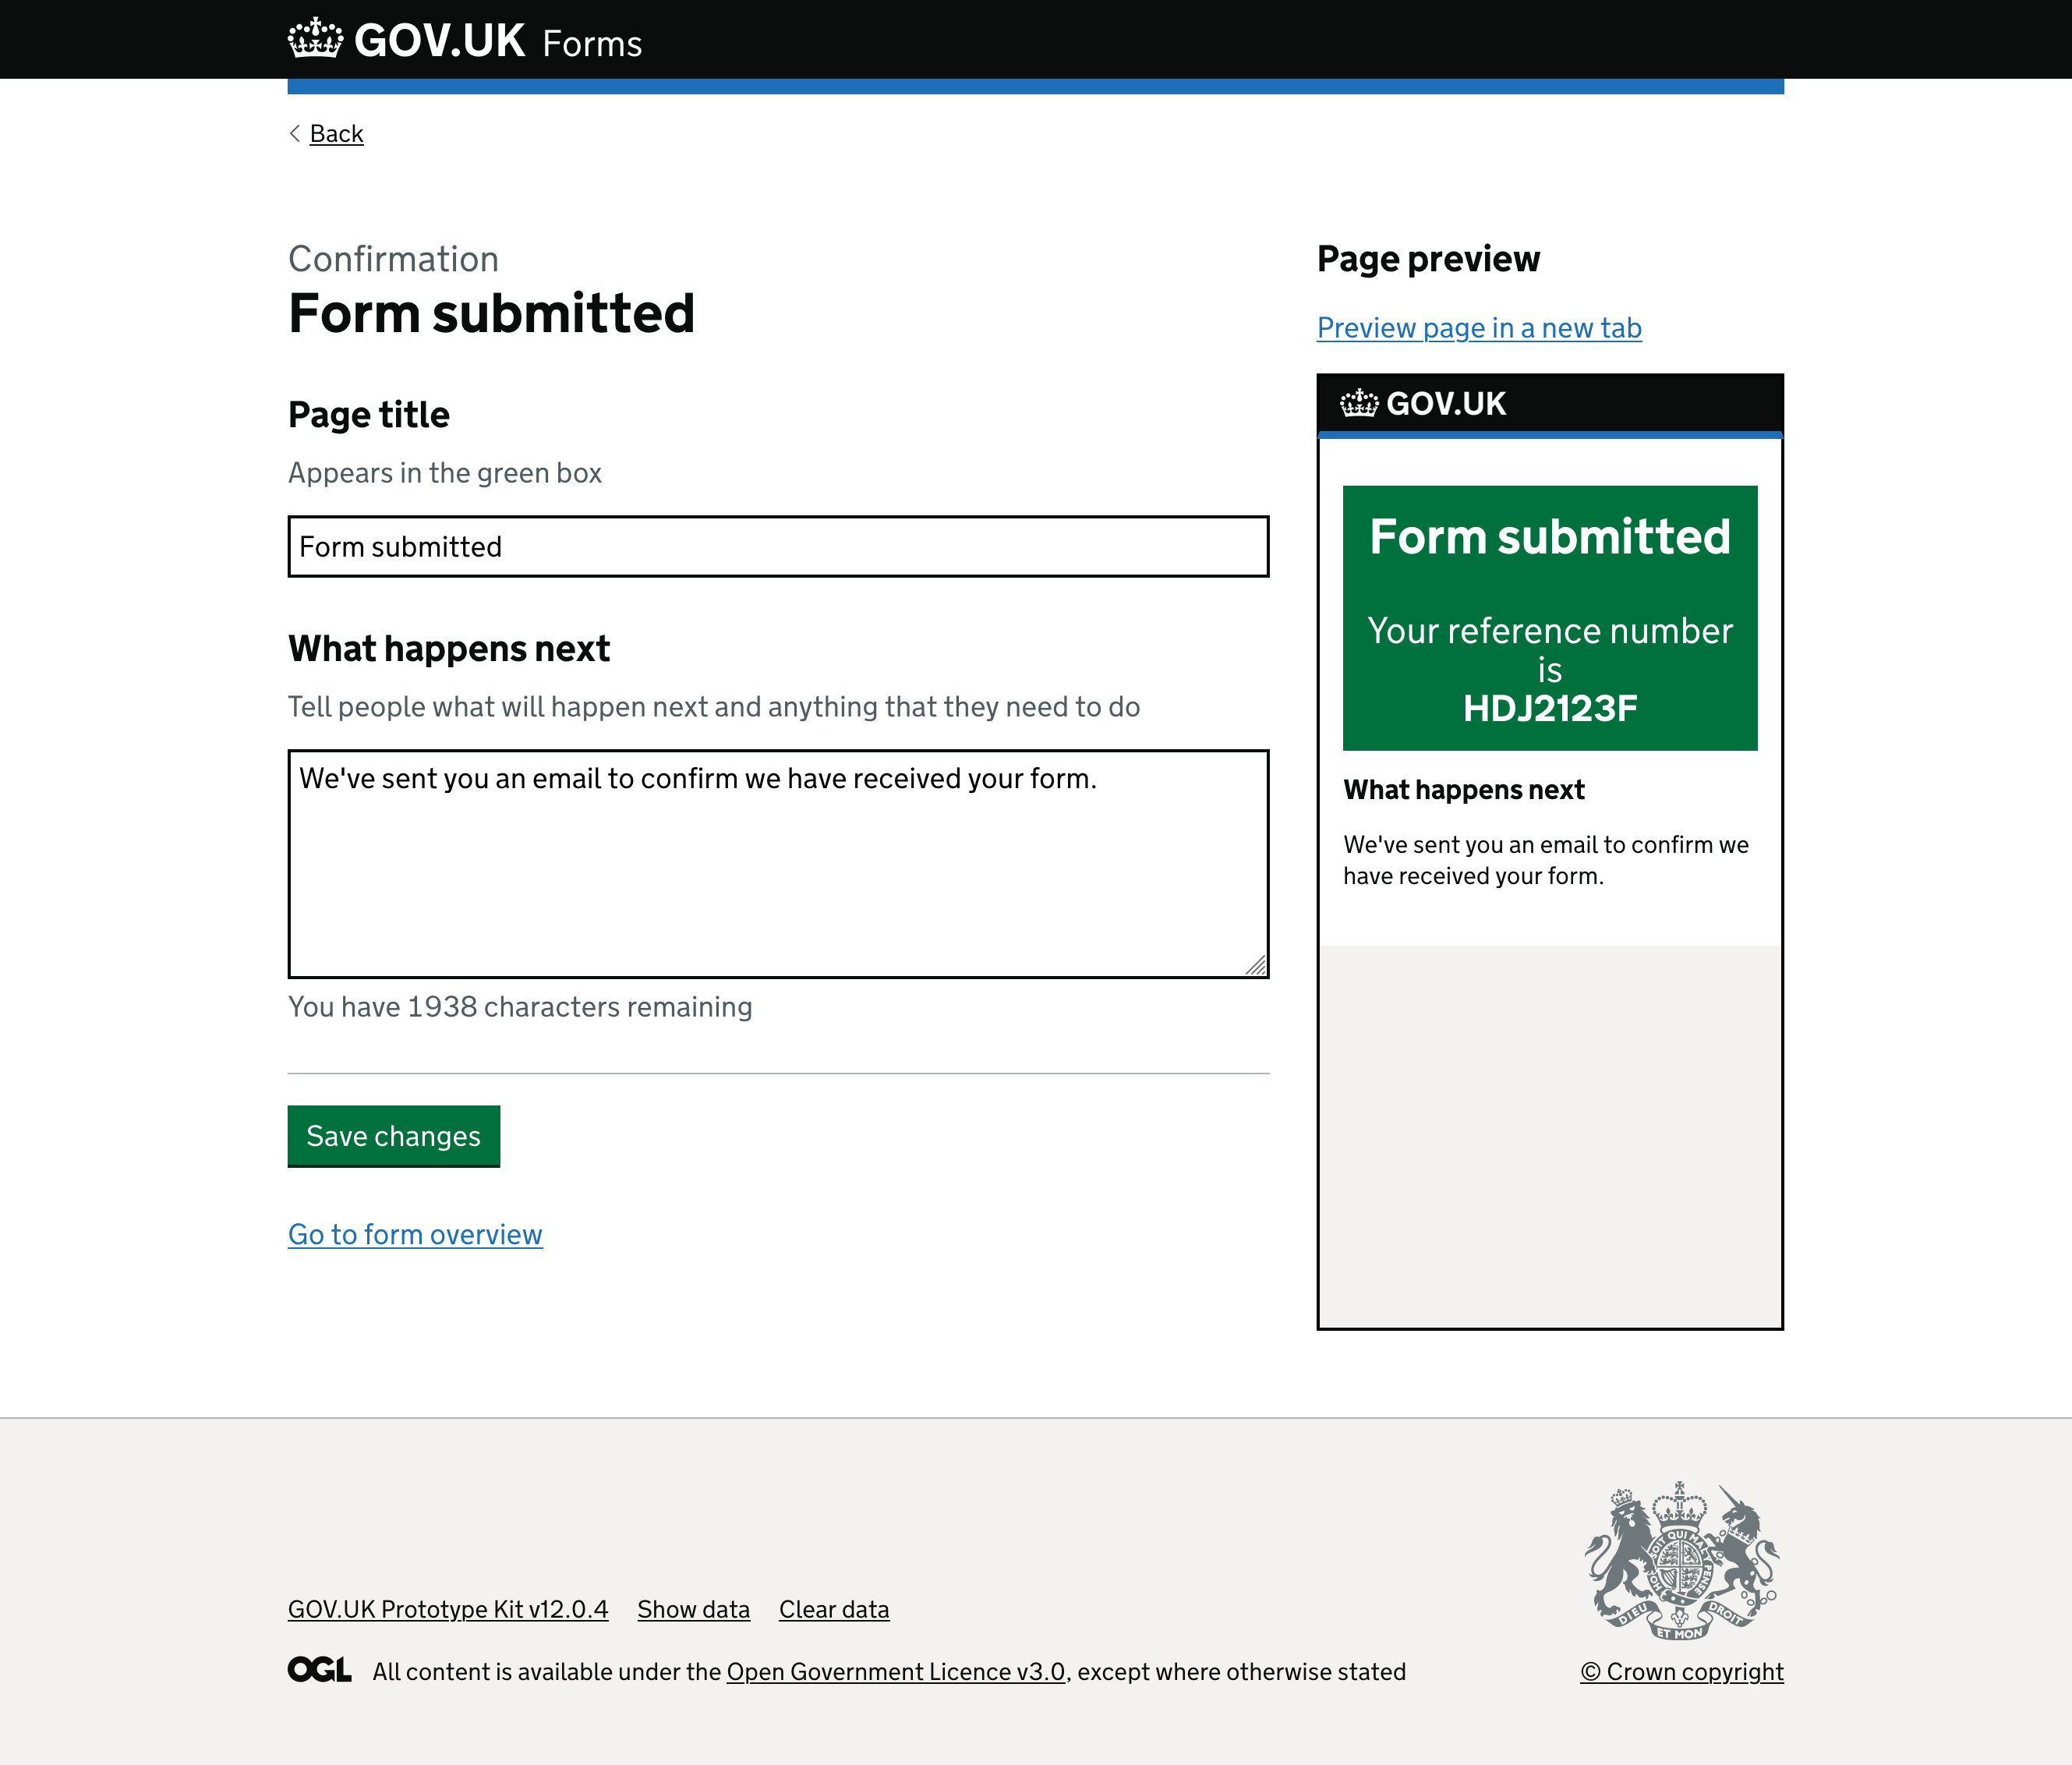 GOV.UK Forms
Back
Confirmation
Form submitted
Page title
Appears in the green box
Form submitted
What happens next
Tell people what will happen next and anything that they need to do
We've sent you an email to confirm we have received your form.
You have 1938 characters remaining
Save changes
Go to form overview
Page preview
Preview page in a new tab
GOV.UK
Form submitted
Your reference number
is
HDJ2123F
What happens next
We've sent you an email to confirm we
have received your form.
GOV.UK Prototype Kit v12.0.4 Show data Clear data
OGL All content is available under the Open Government Licence v3.0, except where otherwise stated
SOIT QUI MAL Y PENSE
DIEU ET MON DROIT
© Crown copyright